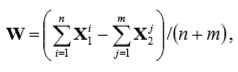 W = ( ∑_{i=1}^{n} X_1^i − ∑_{j=1}^{m} X_2^j ) / (n + m),